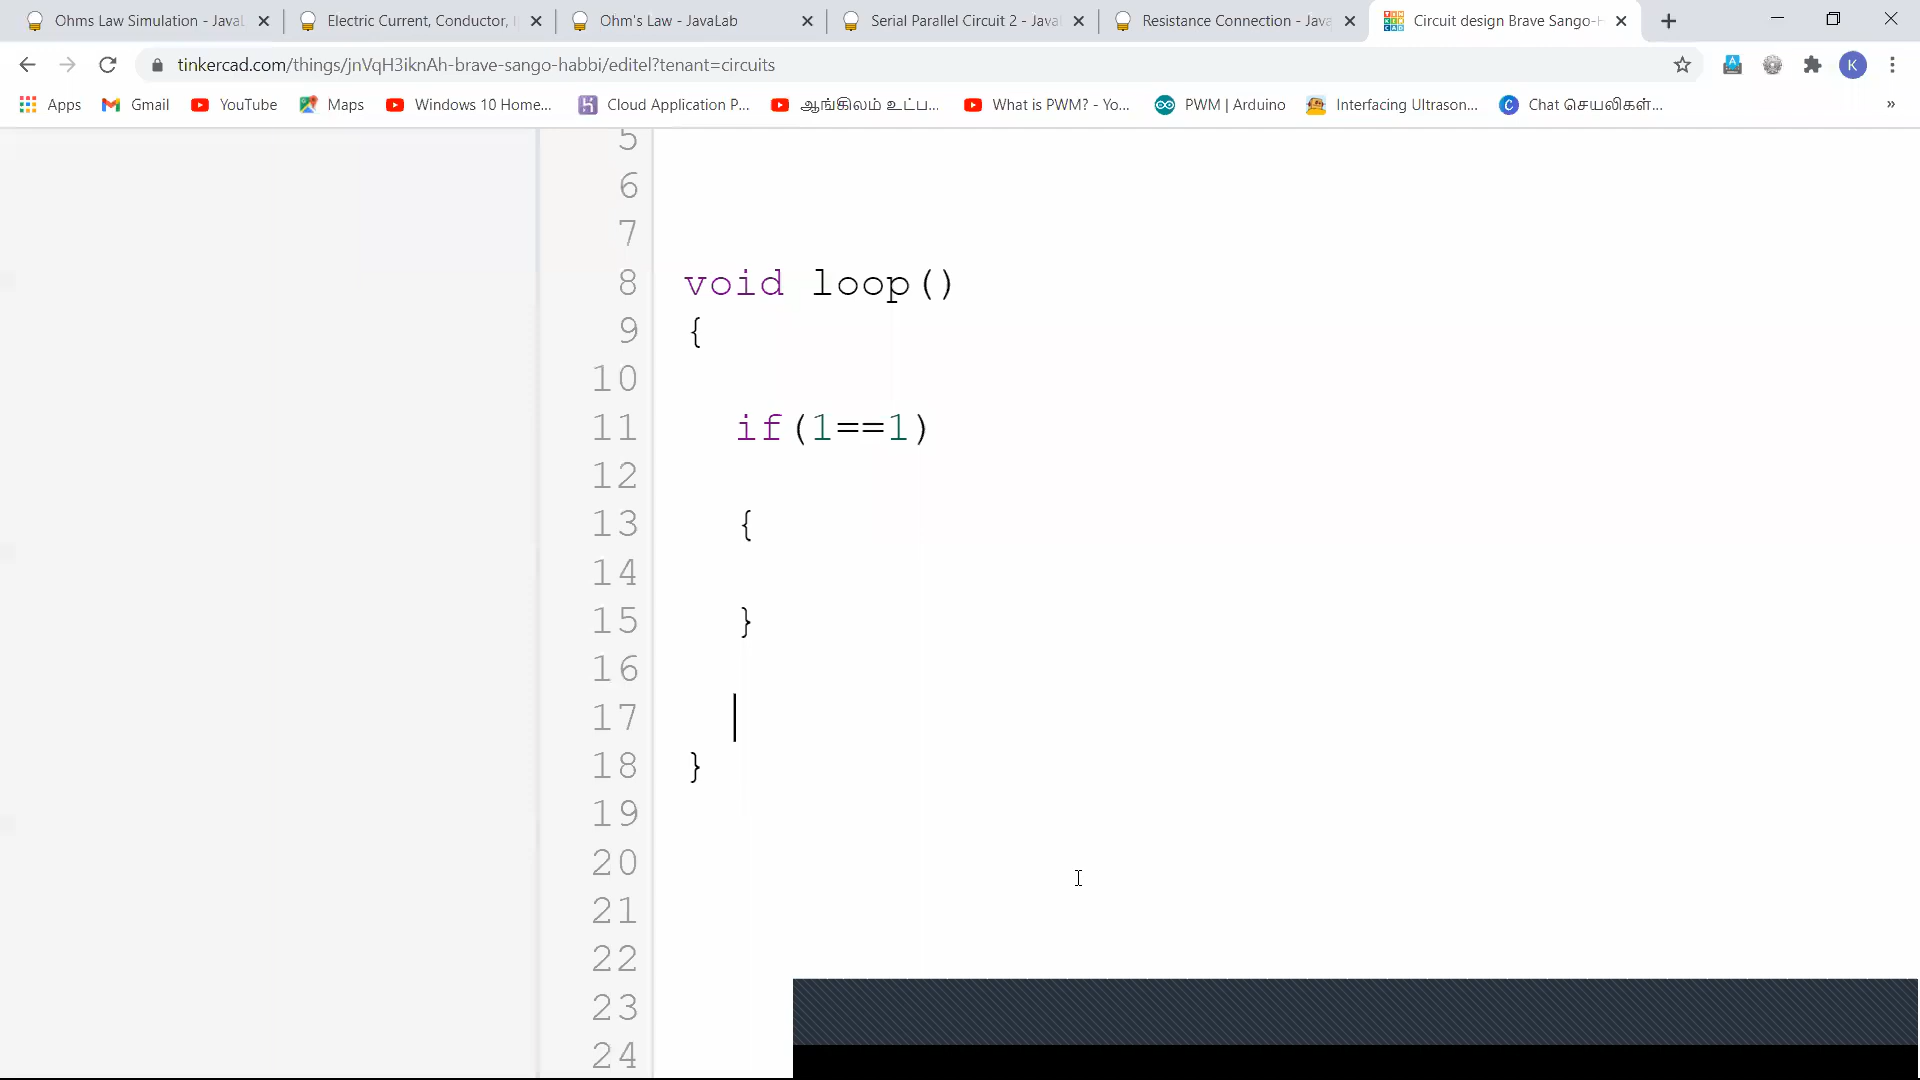 Ohms Law Simulation - JavaL
Electric Current, Conductor,
Ohm's Law - JavaLab
Serial Parallel Circuit 2 - Java
Resistance Connection - Java
Circuit design Brave Sango-H
tinkercad.com/things/jnVqH3iknAh-brave-sango-habbi/editel?tenant=circuits
K
Apps
Gmail
YouTube
Maps
Windows 10 Home...
Cloud Application P...
ஆங்கிலம் உட்ப...
What is PWM? - Yo...
PWM | Arduino
Interfacing Ultrason...
Chat செயலிகள்...
»
5
6
7
8 void loop()
9 {
10
11 if(1==1)
12
13 {
14
15 }
16
17
18 }
19
20
21
22
23
24